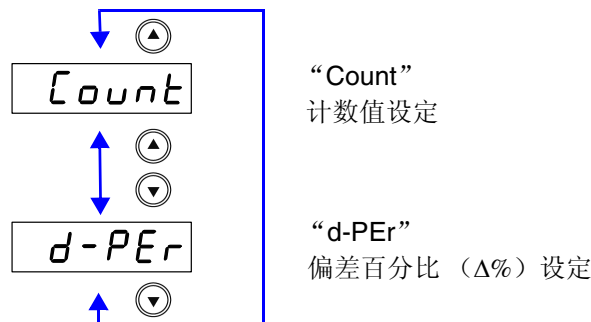 Count
“Count”
计数值设定
d-PEr
“d-PEr”
偏差百分比 （Δ%）设定